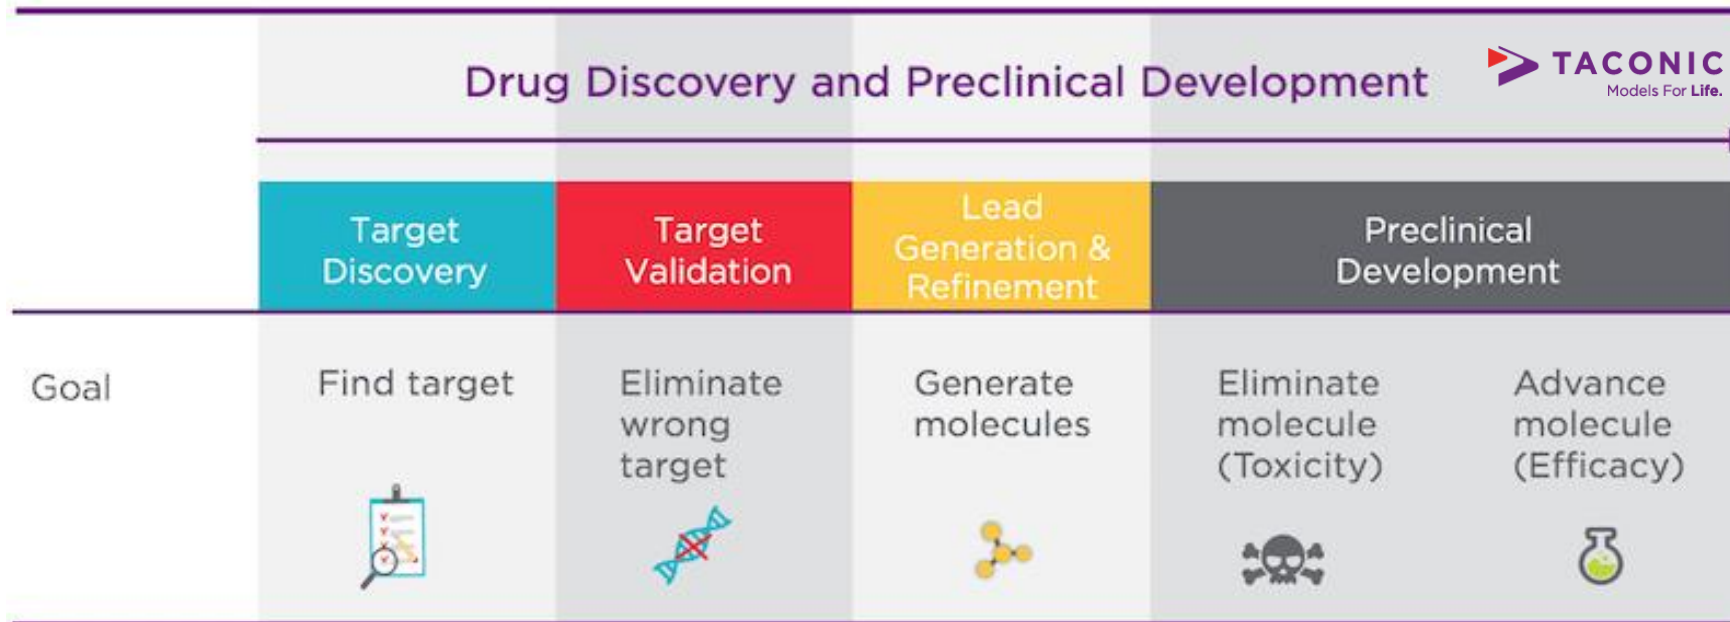 Drug Discovery and Preclinical Development
TACONIC
Models For Life.
Target
Discovery
Target
Validation
Lead
Generation &
Refinement
Preclinical
Development
Goal
Find target
Eliminate
wrong
target
Generate
molecules
Eliminate
molecule
(Toxicity)
Advance
molecule
(Efficacy)